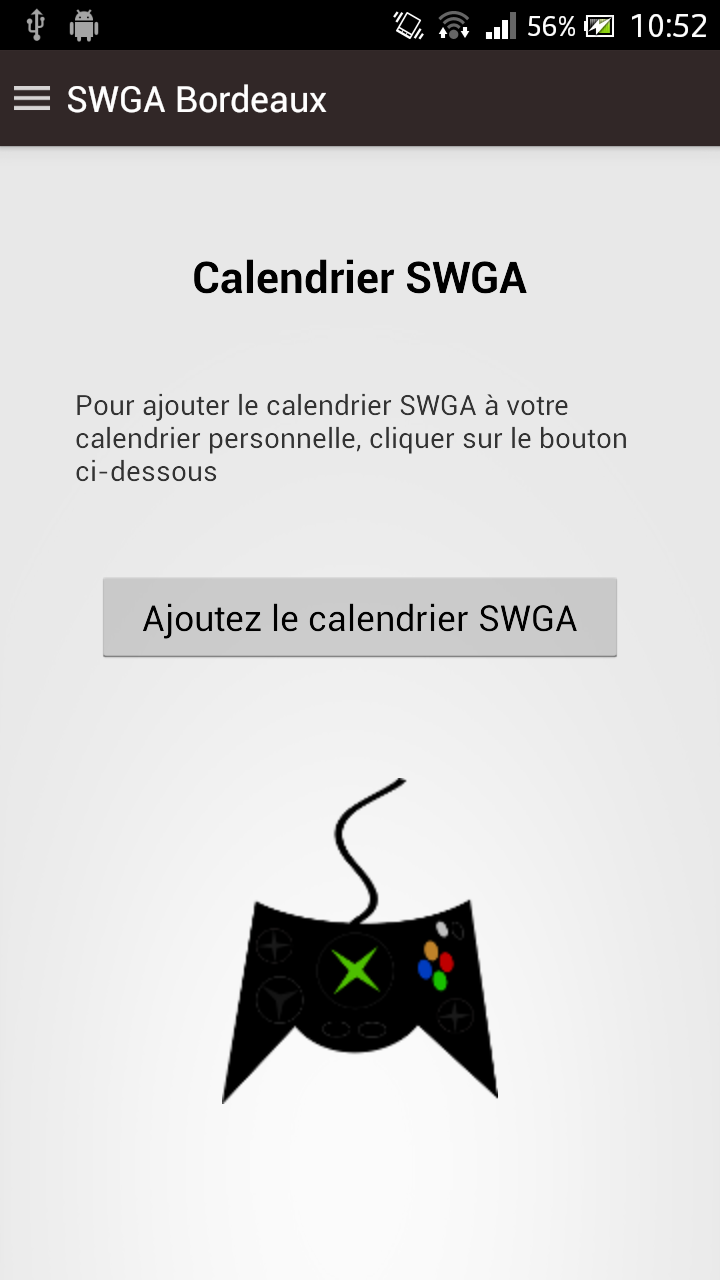 56% 10:52
SWGA Bordeaux
Calendrier SWGA
Pour ajouter le calendrier SWGA à votre
calendrier personnelle, cliquer sur le bouton
ci-dessous
Ajoutez le calendrier SWGA